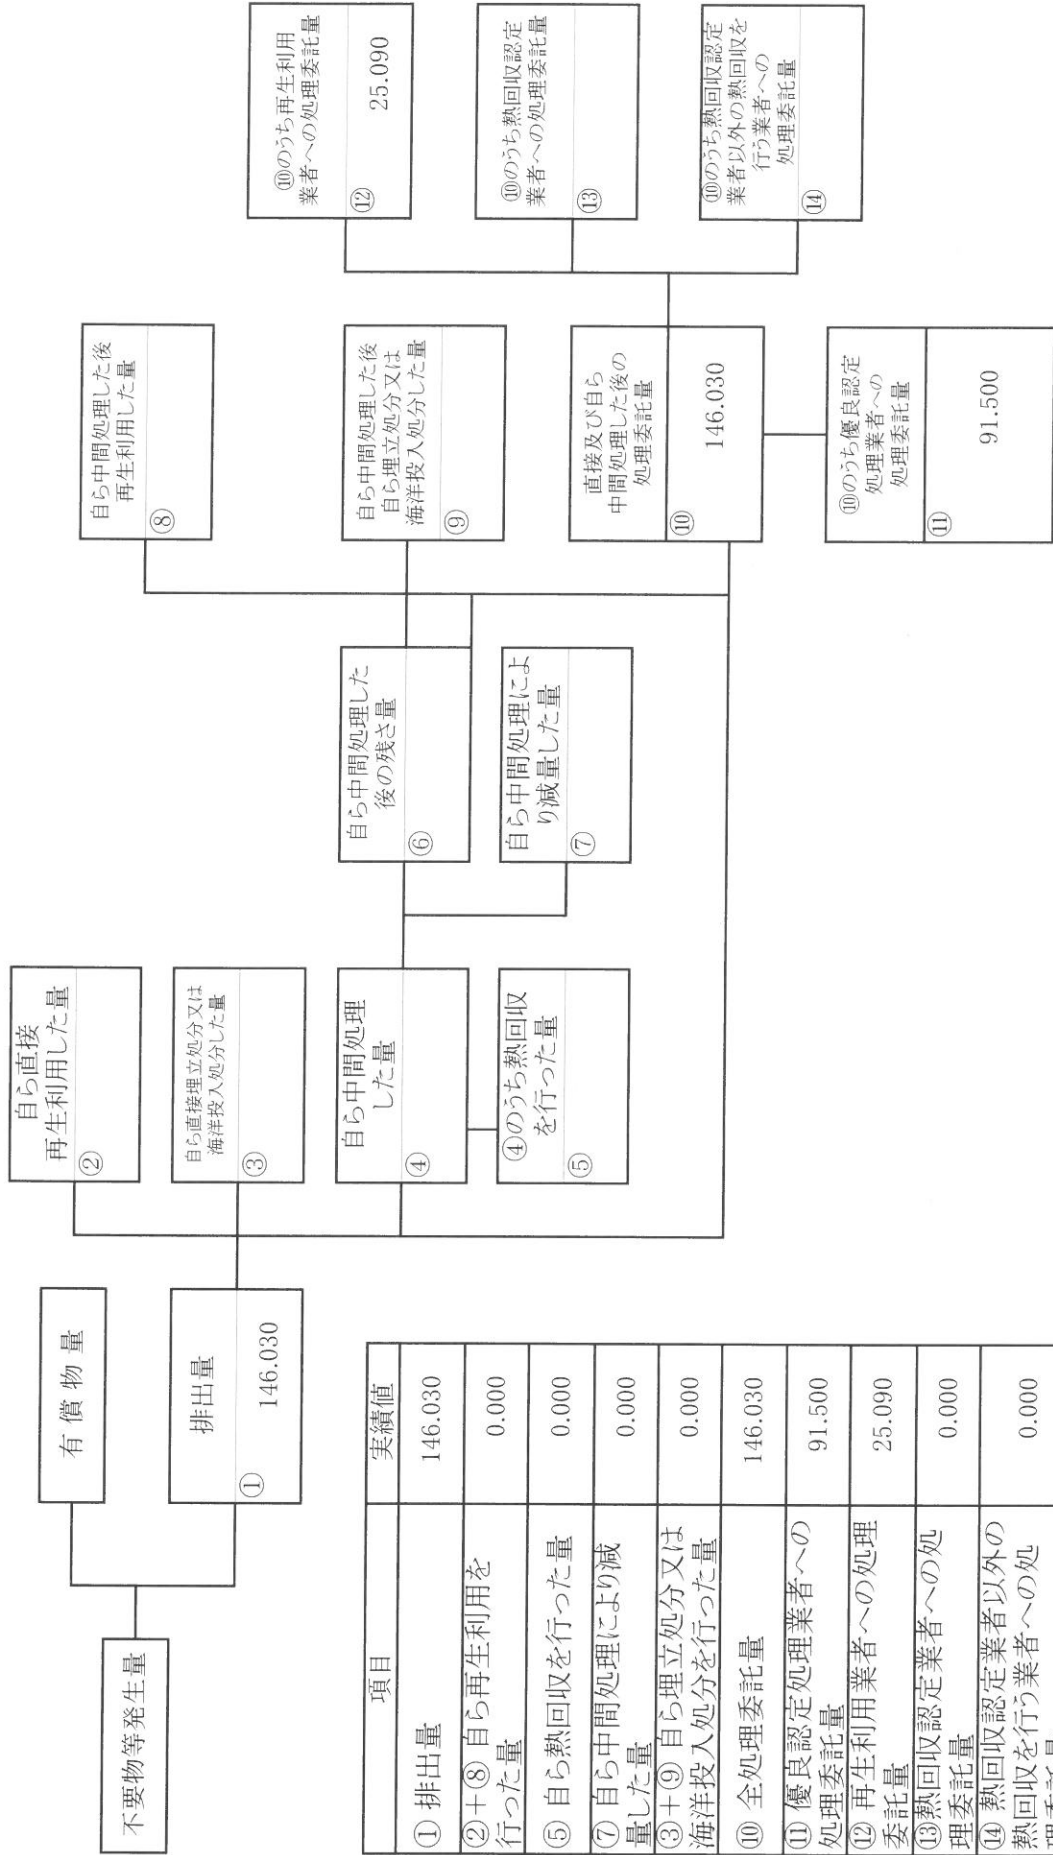 不要物等発生量
有償物量
排出量
①
146.030
自ら直接
再生利用した量
②
自ら直接埋立処分又は
海洋投入処分した量
③
自ら中間処理
した量
④
④のうち熱回収
を行った量
⑤
自ら中間処理した
後の残さ量
⑥
自ら中間処理によ
り減量した量
⑦
自ら中間処理した後
再生利用した量
⑧
自ら中間処理した後
自ら埋立処分又は
海洋投入処分した量
⑨
直接及び自ら
中間処理した後の
処理委託量
⑩
146.030
⑩のうち優良認定
処理業者への
処理委託量
⑪
91.500
⑩のうち再生利用
業者への処理委託量
⑫
25.090
⑩のうち熱回収認定
業者への処理委託量
⑬
⑩のうち熱回収認定
業者以外の熱回収を
行う業者への
処理委託量
⑭
項目 実績値
① 排出量 146.030
②+⑧ 自ら再生利用を
行った量 0.000
⑤ 自ら熱回収を行った量 0.000
⑦ 自ら中間処理により減
量した量 0.000
③+⑨ 自ら埋立処分又は
海洋投入処分を行った量 0.000
⑩ 全処理委託量 146.030
⑪ 優良認定処理業者への
処理委託量 91.500
⑫ 再生利用業者への処理
委託量 25.090
⑬熱回収認定業者への処
理委託量 0.000
⑭ 熱回収認定業者以外の
熱回収を行う業者への処
理委託量 0.000